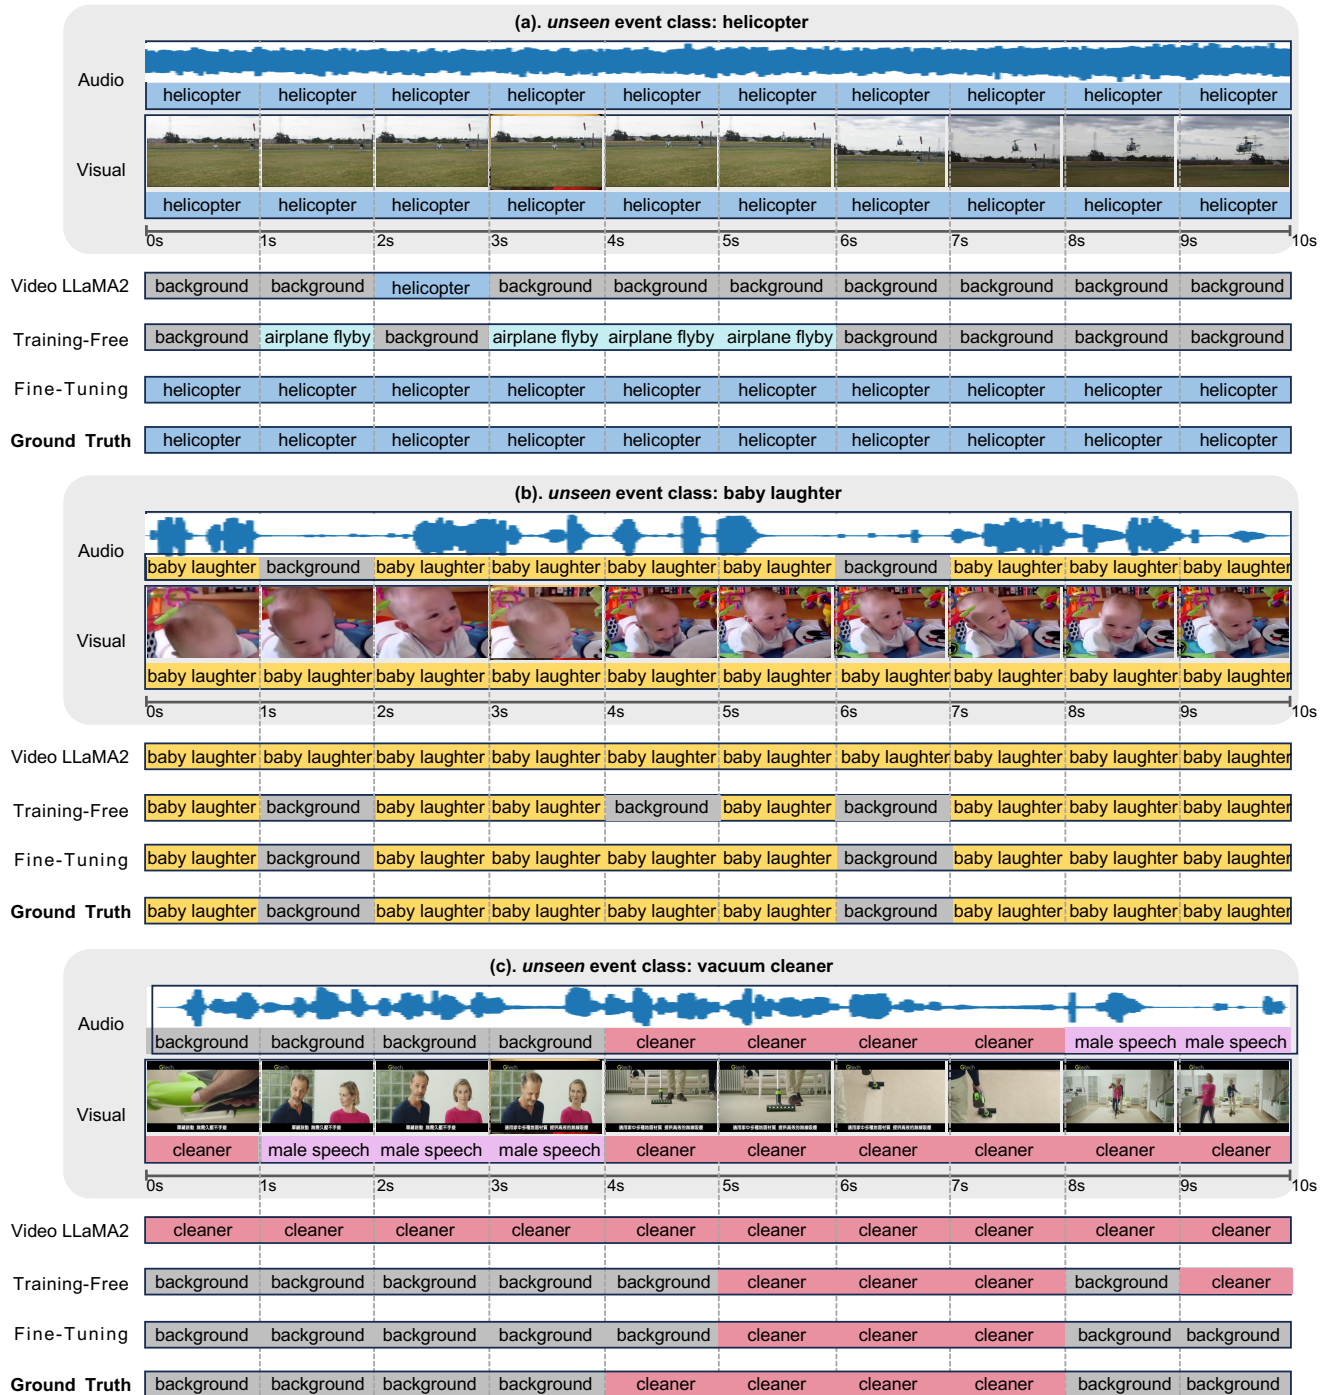 (a). unseen event class: helicopter
Audio
helicopter helicopter helicopter helicopter helicopter helicopter helicopter helicopter helicopter helicopter
Visual
helicopter helicopter helicopter helicopter helicopter helicopter helicopter helicopter helicopter helicopter
0s 1s 2s 3s 4s 5s 6s 7s 8s 9s 10s
Video LLaMA2 background background helicopter background background background background background background background
Training-Free background airplane flyby background airplane flyby airplane flyby airplane flyby background background background background
Fine-Tuning helicopter helicopter helicopter helicopter helicopter helicopter helicopter helicopter helicopter helicopter
Ground Truth helicopter helicopter helicopter helicopter helicopter helicopter helicopter helicopter helicopter helicopter
(b). unseen event class: baby laughter
Audio
baby laughter background baby laughter baby laughter baby laughter baby laughter background baby laughter baby laughter baby laughter
Visual
baby laughter baby laughter baby laughter baby laughter baby laughter baby laughter baby laughter baby laughter baby laughter baby laughter
0s 1s 2s 3s 4s 5s 6s 7s 8s 9s 10s
Video LLaMA2 baby laughter baby laughter baby laughter baby laughter baby laughter baby laughter baby laughter baby laughter baby laughter baby laughter
Training-Free baby laughter background baby laughter baby laughter background baby laughter background baby laughter baby laughter baby laughter
Fine-Tuning baby laughter background baby laughter baby laughter baby laughter baby laughter background baby laughter baby laughter baby laughter
Ground Truth baby laughter background baby laughter baby laughter baby laughter baby laughter background baby laughter baby laughter baby laughter
(c). unseen event class: vacuum cleaner
Audio
background background background background cleaner cleaner cleaner cleaner male speech male speech
Gtech Gtech Gtech Gtech Gtech Gtech Gtech Gtech Gtech Gtech
Visual
cleaner male speech male speech male speech cleaner cleaner cleaner cleaner cleaner cleaner
0s 1s 2s 3s 4s 5s 6s 7s 8s 9s 10s
Video LLaMA2 cleaner cleaner cleaner cleaner cleaner cleaner cleaner cleaner cleaner cleaner
Training-Free background background background background background cleaner cleaner cleaner background cleaner
Fine-Tuning background background background background background cleaner cleaner cleaner background background
Ground Truth background background background background cleaner cleaner cleaner cleaner background background